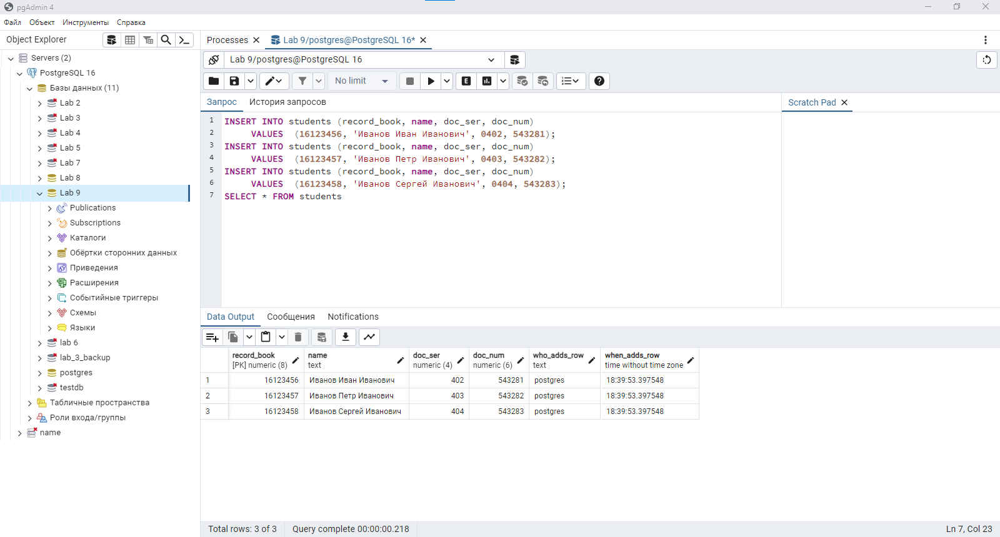 pgAdmin 4
Файл Объект Инструменты Справка
Object Explorer
Servers (2)
PostgreSQL 16
Базы данных (11)
Lab 2
Lab 3
Lab 4
Lab 5
Lab 7
Lab 8
Lab 9
Publications
Subscriptions
Каталоги
Обёртки сторонних данных
Приведения
Расширения
Событийные триггеры
Схемы
Языки
lab 6
lab_3_backup
postgres
testdb
Табличные пространства
Роли входа/группы
name
Processes Lab 9/postgres@PostgreSQL 16*
Lab 9/postgres@PostgreSQL 16
No limit E
Запрос История запросов Scratch Pad
1 INSERT INTO students (record_book, name, doc_ser, doc_num)
2 VALUES (16123456, 'Иванов Иван Иванович', 0402, 543281);
3 INSERT INTO students (record_book, name, doc_ser, doc_num)
4 VALUES (16123457, 'Иванов Петр Иванович', 0403, 543282);
5 INSERT INTO students (record_book, name, doc_ser, doc_num)
6 VALUES (16123458, 'Иванов Сергей Иванович', 0404, 543283);
7 SELECT * FROM students
Data Output Сообщения Notifications
record_book name doc_ser doc_num who_adds_row when_adds_row
[PK] numeric (8) text numeric (4) numeric (6) text time without time zone
1 16123456 Иванов Иван Иванович 402 543281 postgres 18:39:53.397548
2 16123457 Иванов Петр Иванович 403 543282 postgres 18:39:53.397548
3 16123458 Иванов Сергей Иванович 404 543283 postgres 18:39:53.397548
Total rows: 3 of 3 Query complete 00:00:00.218 Ln 7, Col 23